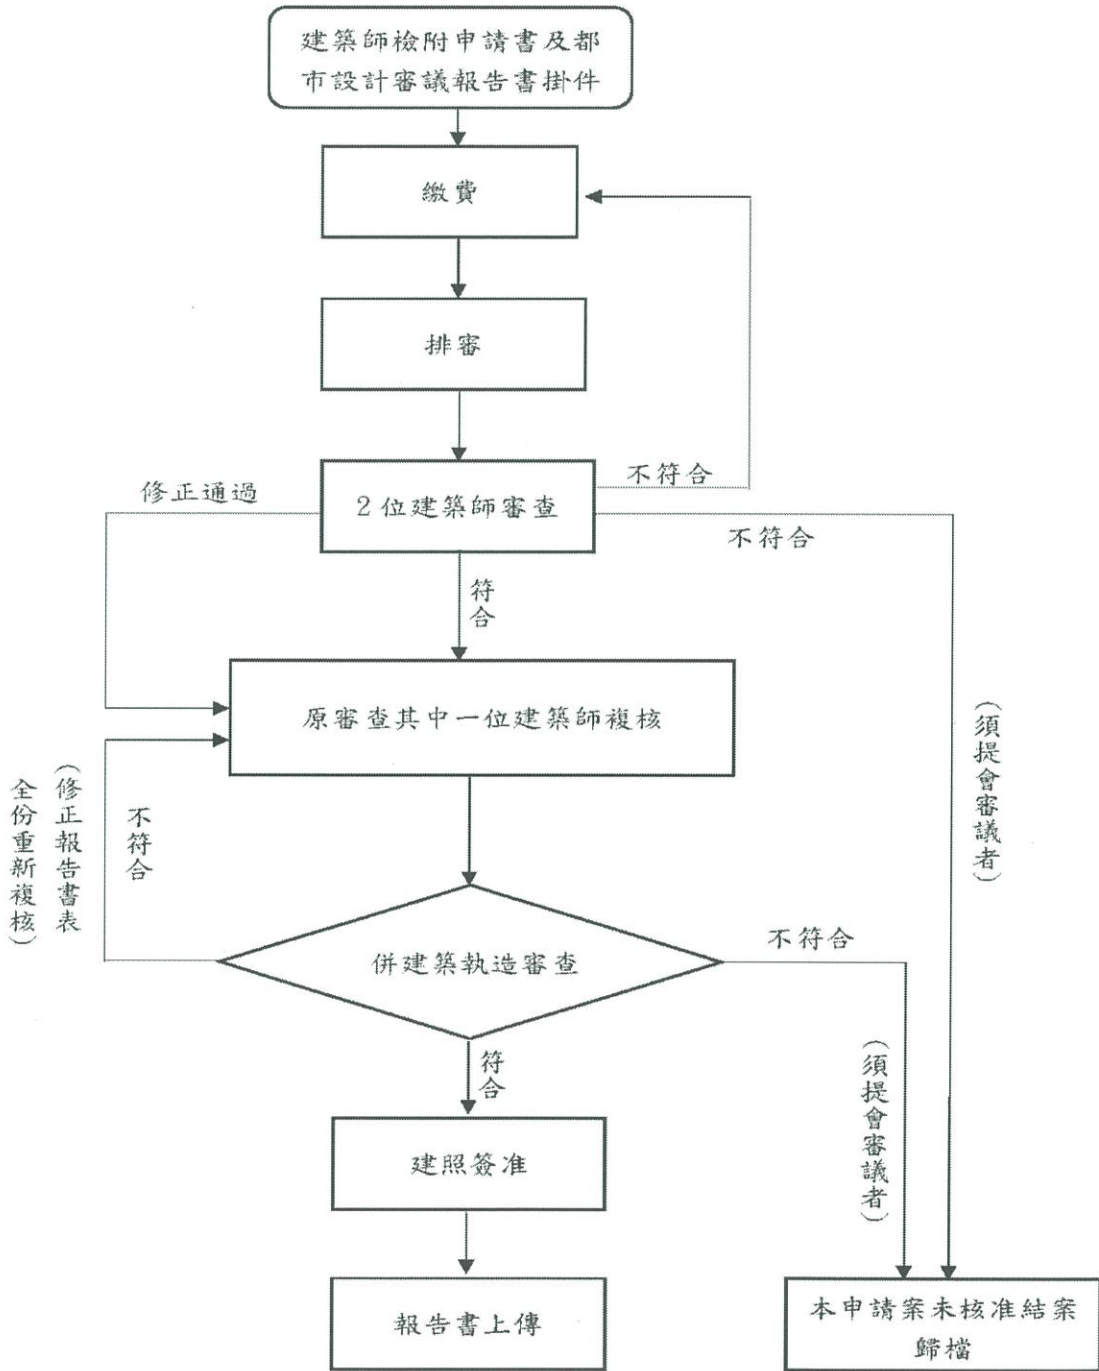 建築師檢附申請書及都
市設計審議報告書掛件
繳費
排審
2位建築師審查
不符合
修正通過
不符合
符合
原審查其中一位建築師複核
(須提會審議者)
(修正報告書表
全份重新複核)
不符合
併建築執造審查
不符合
符合
(須提會審議者)
建照簽准
報告書上傳
本申請案未核准結案
歸檔